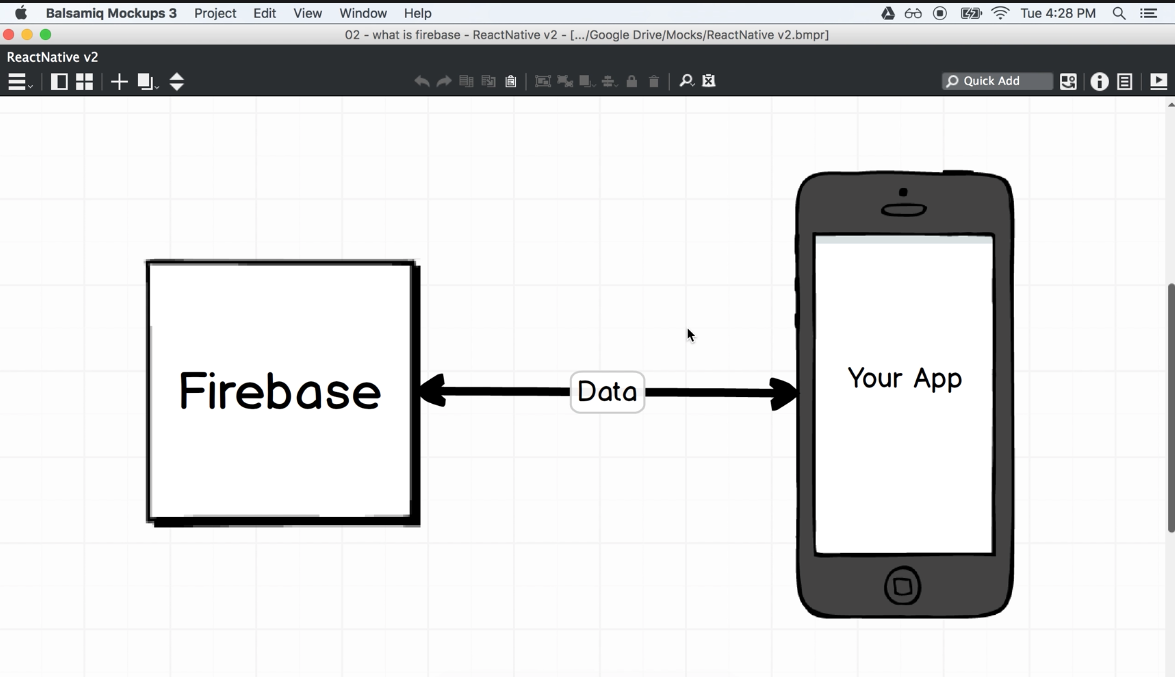 Balsamiq Mockups 3 Project Edit View Window Help Tue 4:28 PM
02 - what is firebase - ReactNative v2 - [.../Google Drive/Mocks/ReactNative v2.bmpr]
ReactNative v2
Quick Add
Firebase
Data
Your App